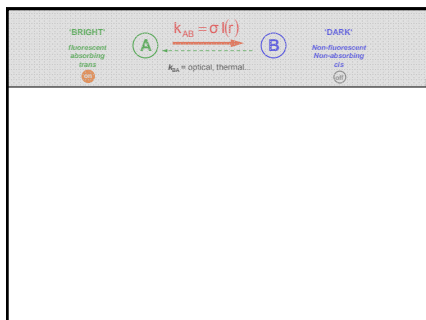 'BRIGHT'
fluorescent
absorbing
trans
on
A
k_AB = σ I(r)
k_BA = optical, thermal...
B
'DARK'
Non-fluorescent
Non-absorbing
cis
off